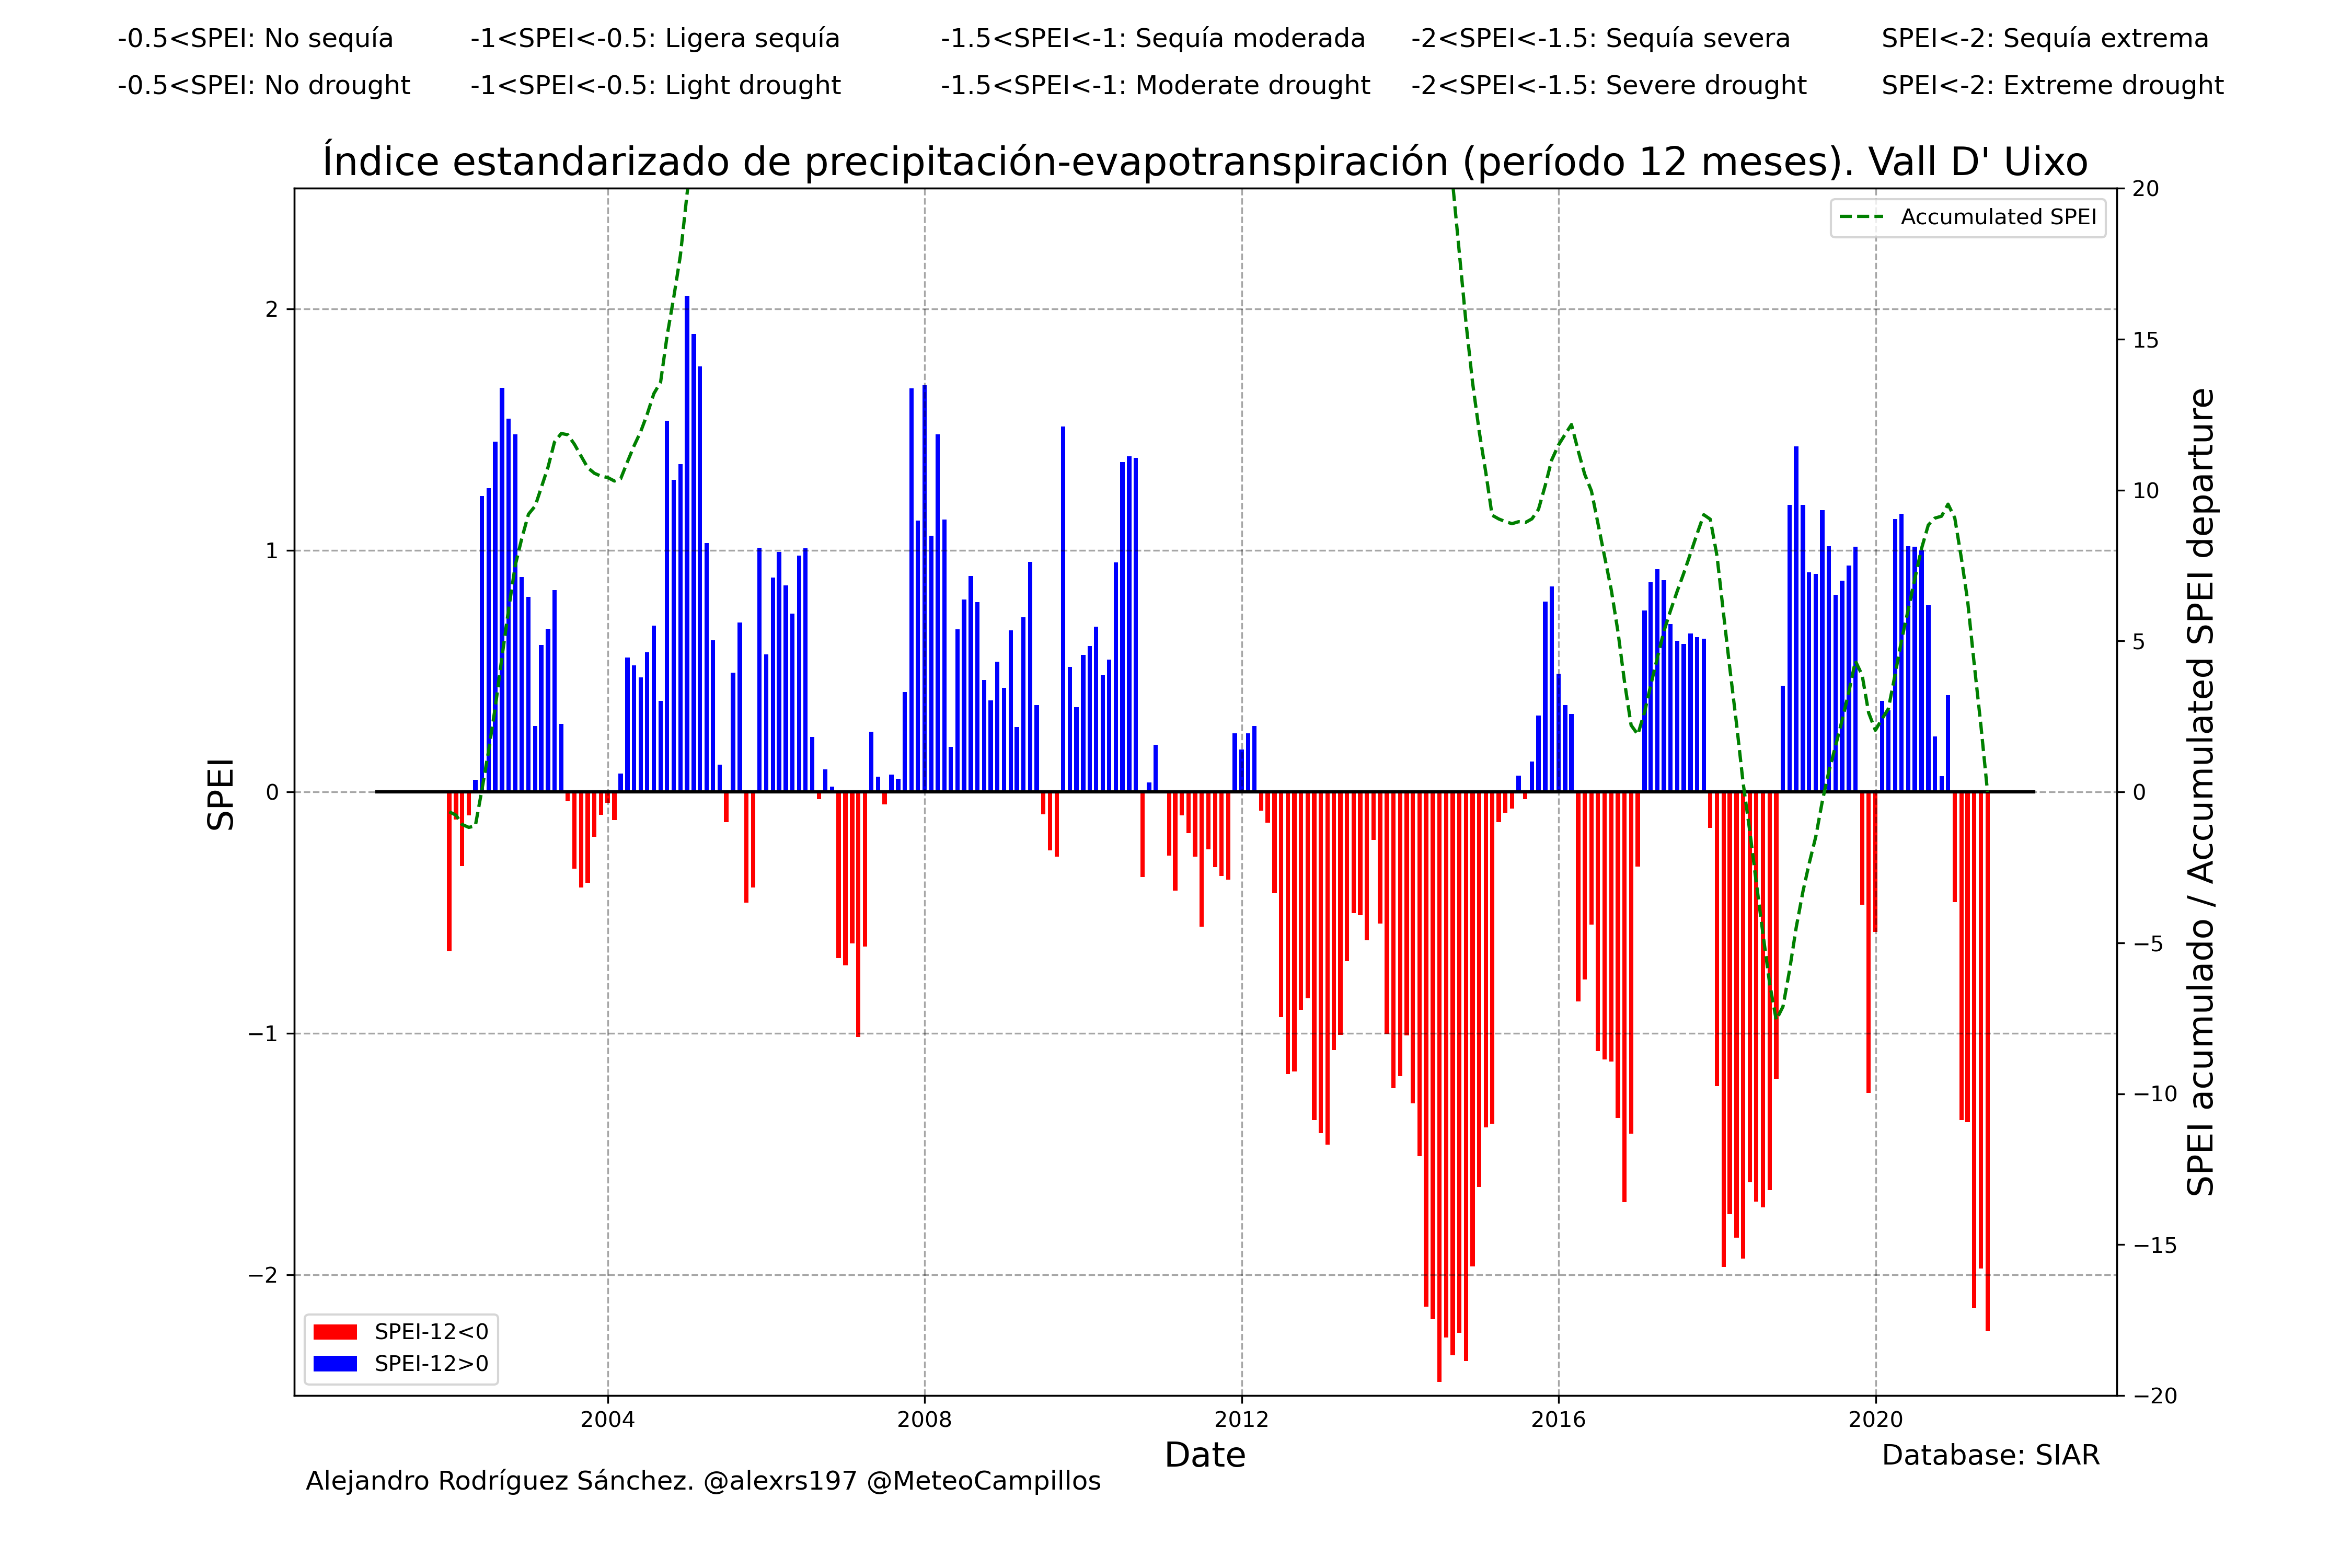 -0.5<SPEI: No sequía -1<SPEI<-0.5: Ligera sequía -1.5<SPEI<-1: Sequía moderada -2<SPEI<-1.5: Sequía severa SPEI<-2: Sequía extrema
-0.5<SPEI: No drought -1<SPEI<-0.5: Light drought -1.5<SPEI<-1: Moderate drought -2<SPEI<-1.5: Severe drought SPEI<-2: Extreme drought
Índice estandarizado de precipitación-evapotranspiración (período 12 meses). Vall D' Uixo
Accumulated SPEI
SPEI
2
1
0
−1
−2
20
15
10
5
0
−5
−10
−15
−20
SPEI acumulado / Accumulated SPEI departure
SPEI-12<0
SPEI-12>0
2004 2008 2012 2016 2020
Date
Database: SIAR
Alejandro Rodríguez Sánchez. @alexrs197 @MeteoCampillos